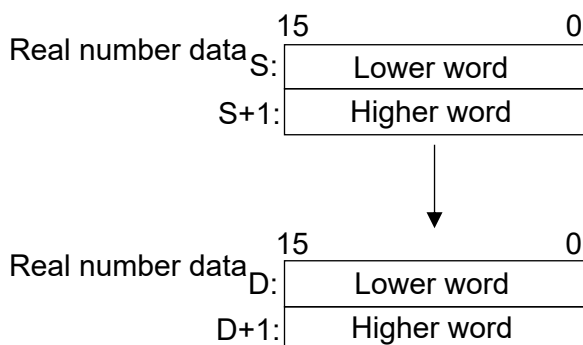 15 0
Real number data S: Lower word
S+1: Higher word
15 0
Real number data D: Lower word
D+1: Higher word